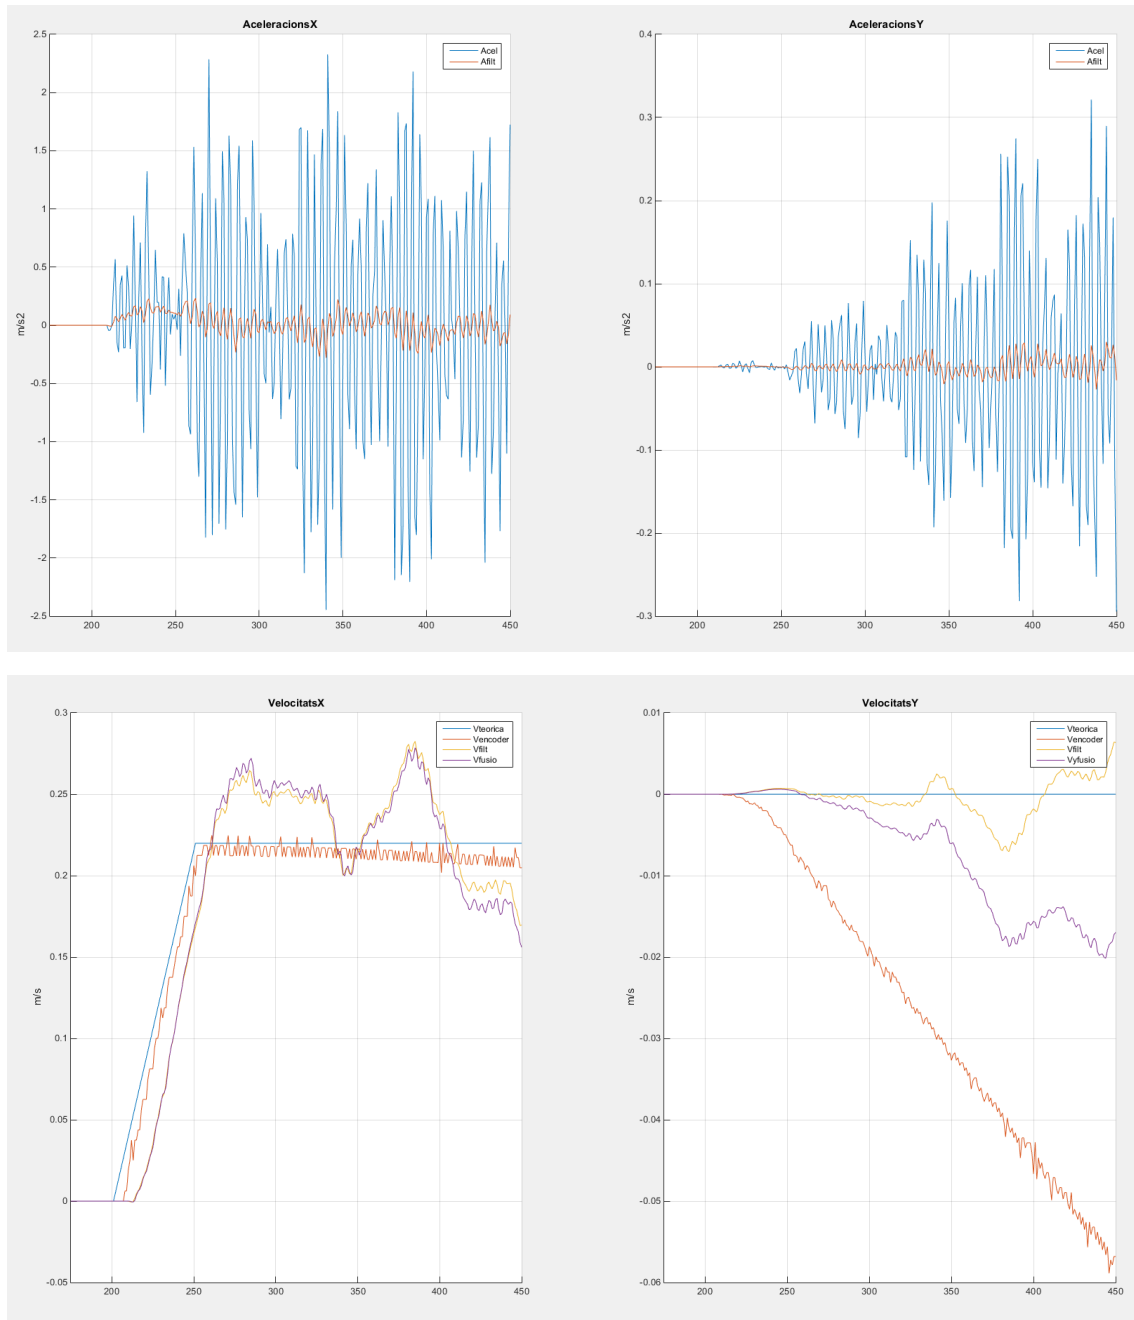 AceleracionsX
Acel
Afilt
m/s2
2.5
2
1.5
1
0.5
0
-0.5
-1
-1.5
-2
-2.5
200 250 300 350 400 450
AceleracionsY
Acel
Afilt
m/s2
0.4
0.3
0.2
0.1
0
-0.1
-0.2
-0.3
200 250 300 350 400 450
VelocitatsX
Vteorica
Vencoder
Vfilt
Vfusio
m/s
0.3
0.25
0.2
0.15
0.1
0.05
0
-0.05
200 250 300 350 400 450
VelocitatsY
Vteorica
Vencoder
Vfilt
Vyfusio
m/s
0.01
0
-0.01
-0.02
-0.03
-0.04
-0.05
-0.06
200 250 300 350 400 450